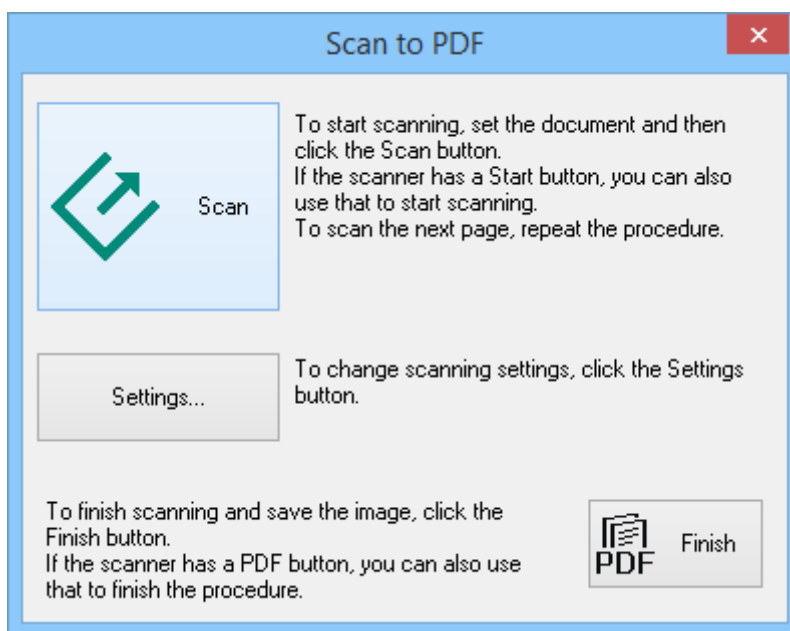 Scan to PDF
Scan
To start scanning, set the document and then
click the Scan button.
If the scanner has a Start button, you can also
use that to start scanning.
To scan the next page, repeat the procedure.
Settings...
To change scanning settings, click the Settings
button.
To finish scanning and save the image, click the
Finish button.
If the scanner has a PDF button, you can also use
that to finish the procedure.
PDF
Finish